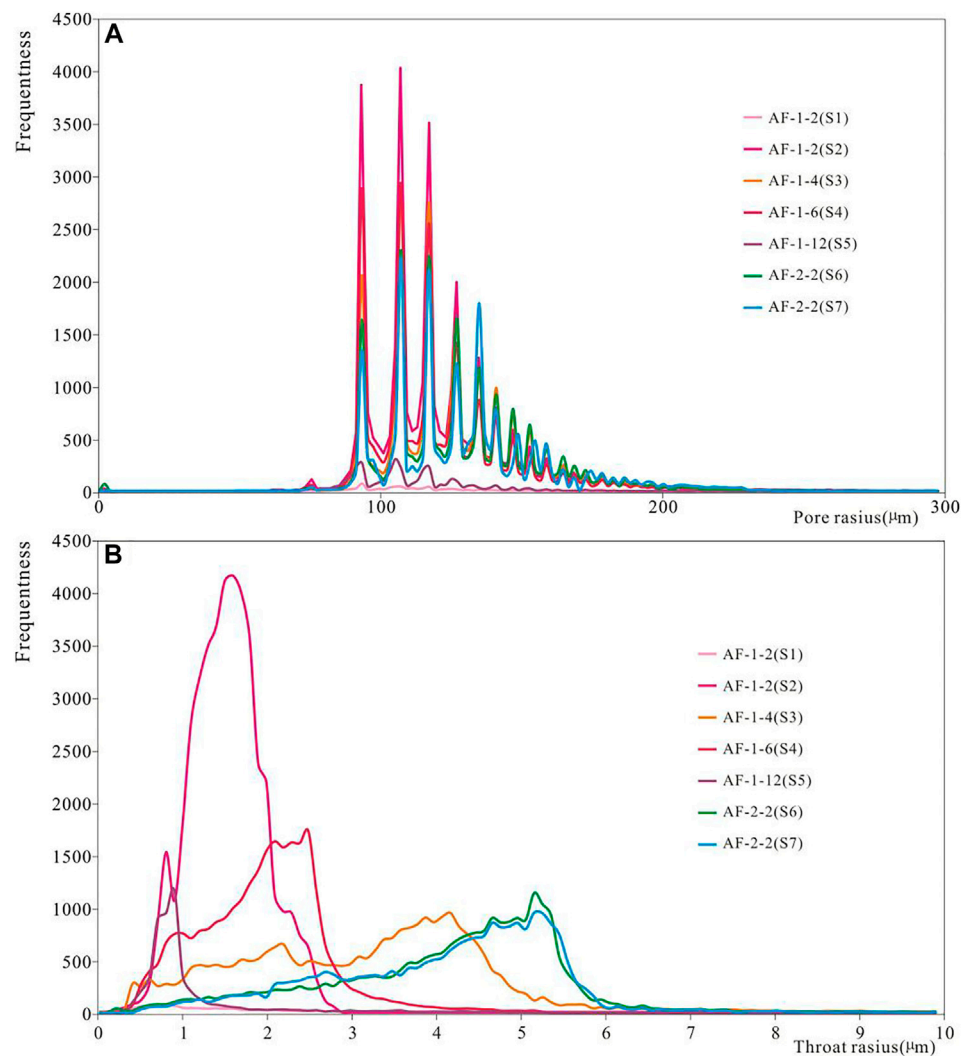 A
Frequentness
4500
4000
3500
3000
2500
2000
1500
1000
500
0
AF-1-2(S1)
AF-1-2(S2)
AF-1-4(S3)
AF-1-6(S4)
AF-1-12(S5)
AF-2-2(S6)
AF-2-2(S7)
0 100 200 300
Pore rasius(μm)
B
Frequentness
4500
4000
3500
3000
2500
2000
1500
1000
500
0
AF-1-2(S1)
AF-1-2(S2)
AF-1-4(S3)
AF-1-6(S4)
AF-1-12(S5)
AF-2-2(S6)
AF-2-2(S7)
0 1 2 3 4 5 6 7 8 9 10
Throat rasius(μm)